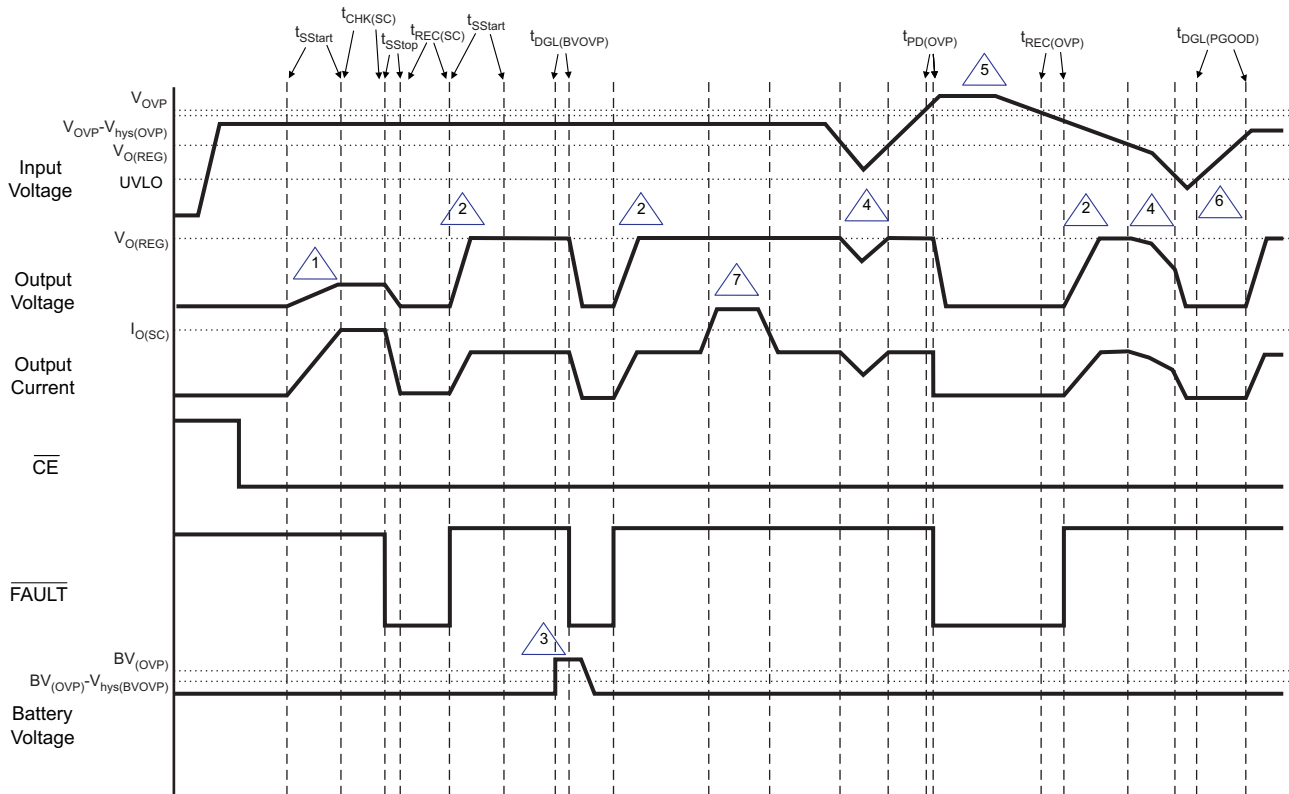 tSStart
tCHK(SC)
tSStop
tREC(SC)
tSStart
tDGL(BVOVP)
tPD(OVP)
tREC(OVP)
tDGL(PGOOD)
5
VOVP
VOVP-Vhys(OVP)
VO(REG)
Input
Voltage
UVLO
2
2
4
2
4
6
VO(REG)
1
Output
Voltage
7
IO(SC)
Output
Current
CE
FAULT
3
BV(OVP)
BV(OVP)-Vhys(BVOVP)
Battery
Voltage